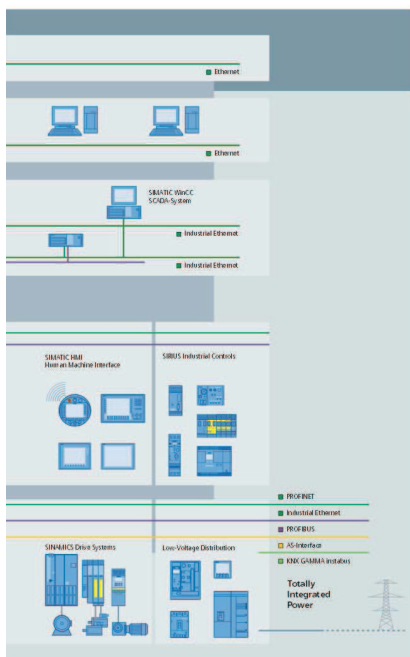 Ethernet
Ethernet
SIMATIC WinCC
SCADA-System
Industrial Ethernet
Industrial Ethernet
SIMATIC HMI
Human Machine Interface
SIRIUS Industrial Controls
PROFINET
Industrial Ethernet
PROFIBUS
AS-Interface
KNX GAMMA instabus
SINAMICS Drive Systems
Low-Voltage Distribution
Totally
Integrated
Power